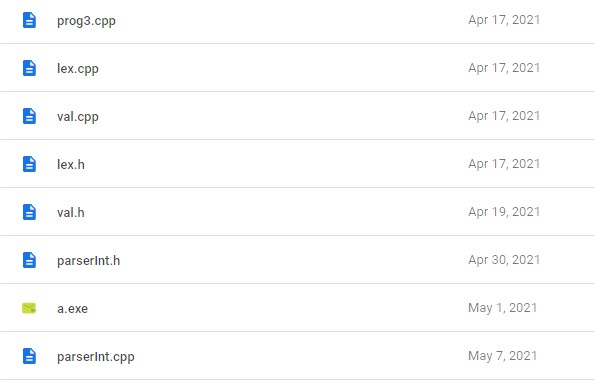 prog3.cpp Apr 17, 2021
lex.cpp Apr 17, 2021
val.cpp Apr 17, 2021
lex.h Apr 17, 2021
val.h Apr 19, 2021
parserInt.h Apr 30, 2021
a.exe May 1, 2021
parserInt.cpp May 7, 2021